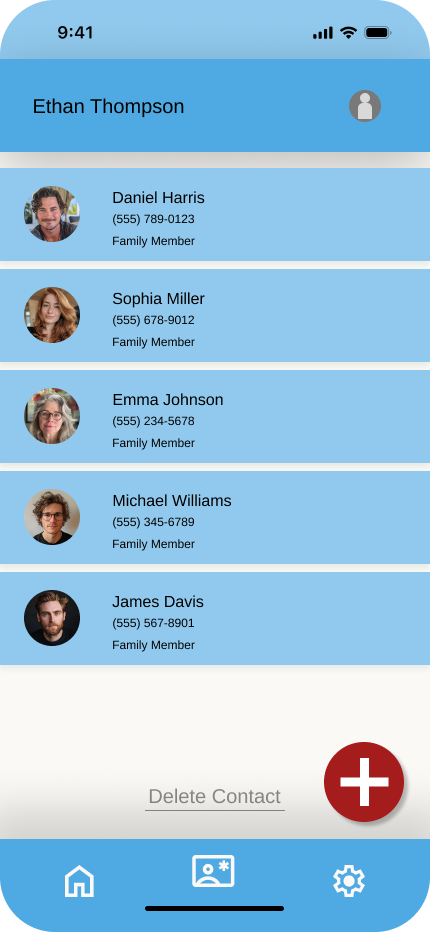 9:41
Ethan Thompson
Daniel Harris
(555) 789-0123
Family Member
Sophia Miller
(555) 678-9012
Family Member
Emma Johnson
(555) 234-5678
Family Member
Michael Williams
(555) 345-6789
Family Member
James Davis
(555) 567-8901
Family Member
Delete Contact